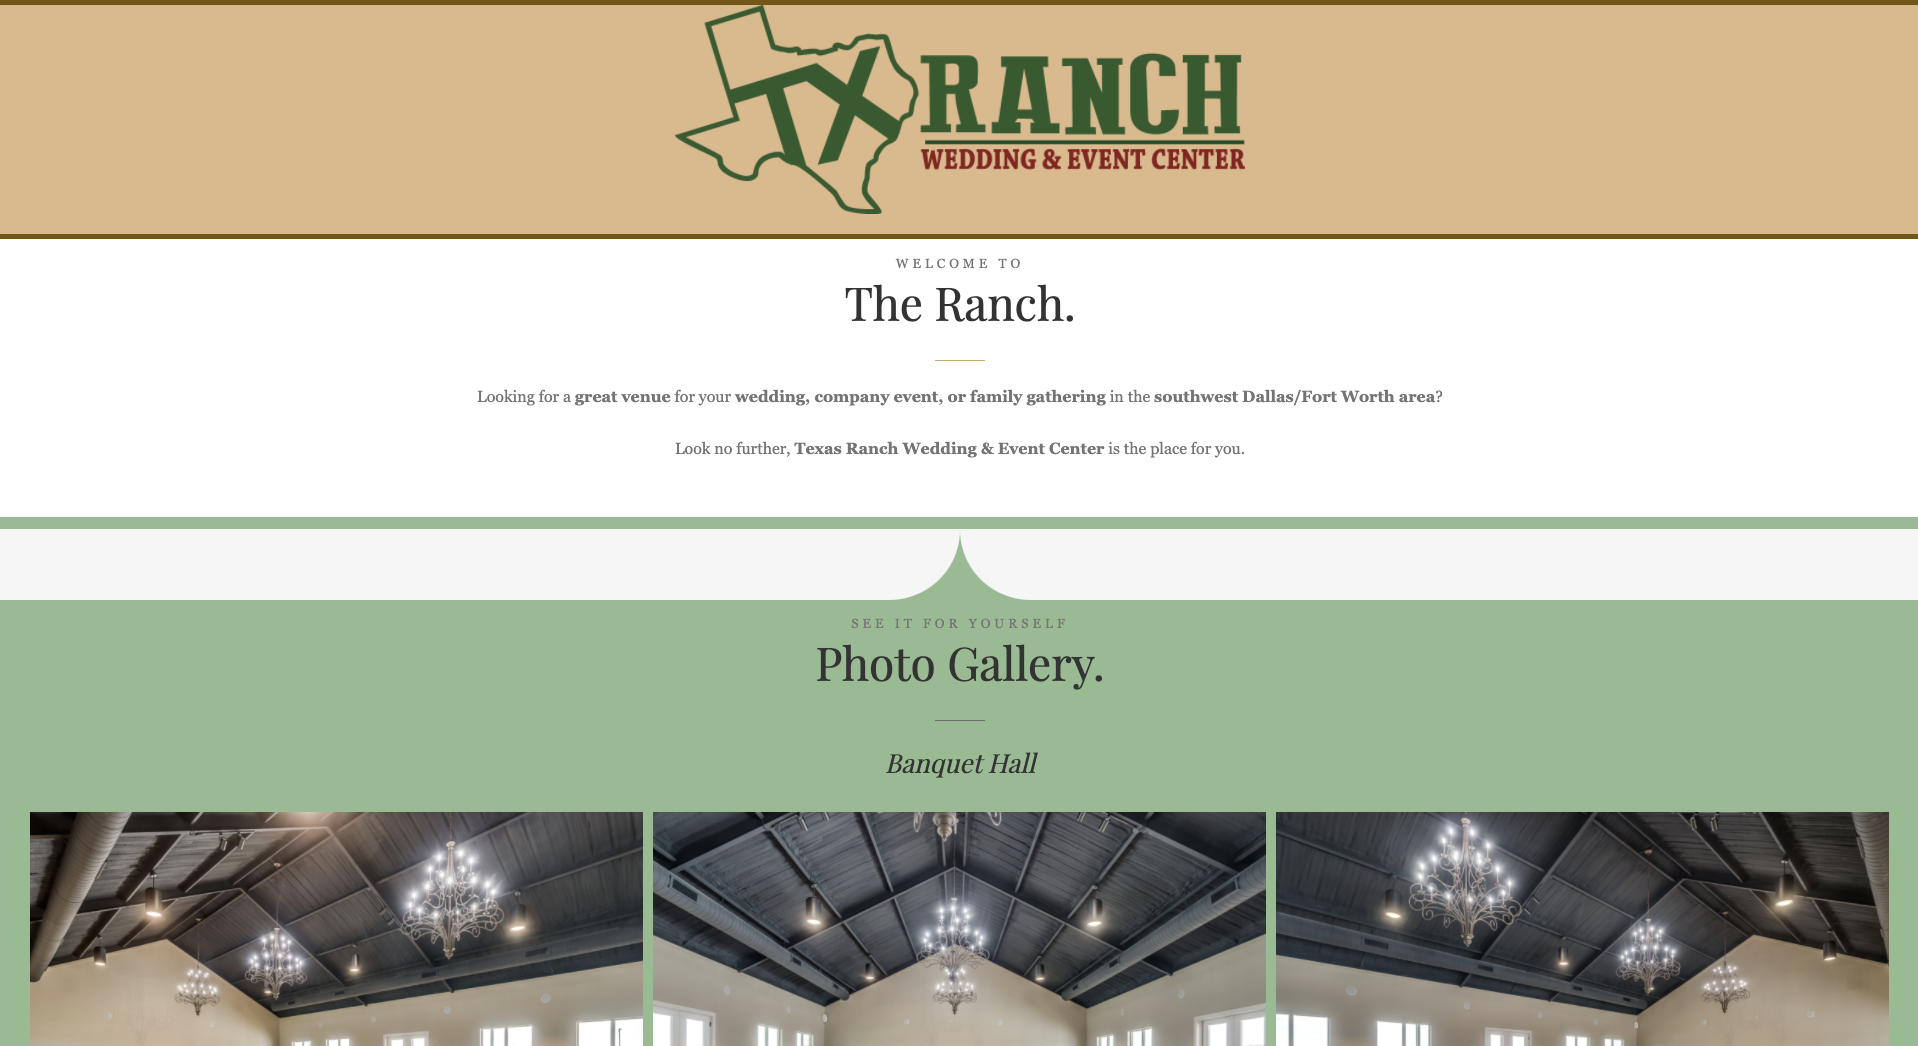 TX RANCH
WEDDING & EVENT CENTER
WELCOME TO
The Ranch.
Looking for a great venue for your wedding, company event, or family gathering in the southwest Dallas/Fort Worth area?
Look no further, Texas Ranch Wedding & Event Center is the place for you.
SEE IT FOR YOURSELF
Photo Gallery.
Banquet Hall